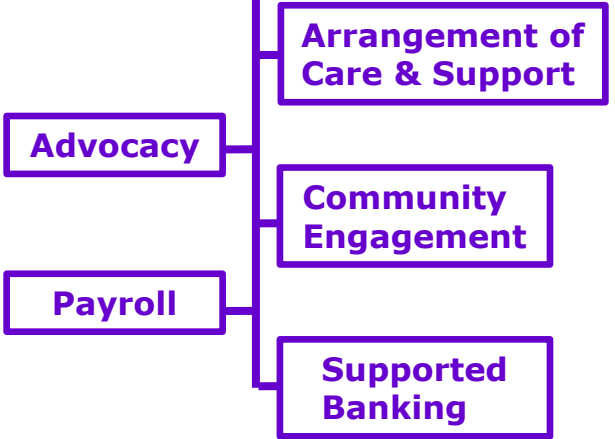 Arrangement of
Care & Support
Advocacy
Community
Engagement
Payroll
Supported
Banking